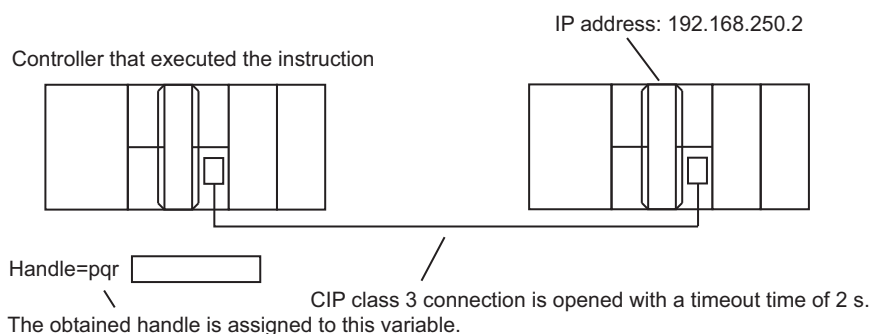 IP address: 192.168.250.2
Controller that executed the instruction
Handle=pqr
CIP class 3 connection is opened with a timeout time of 2 s.
The obtained handle is assigned to this variable.